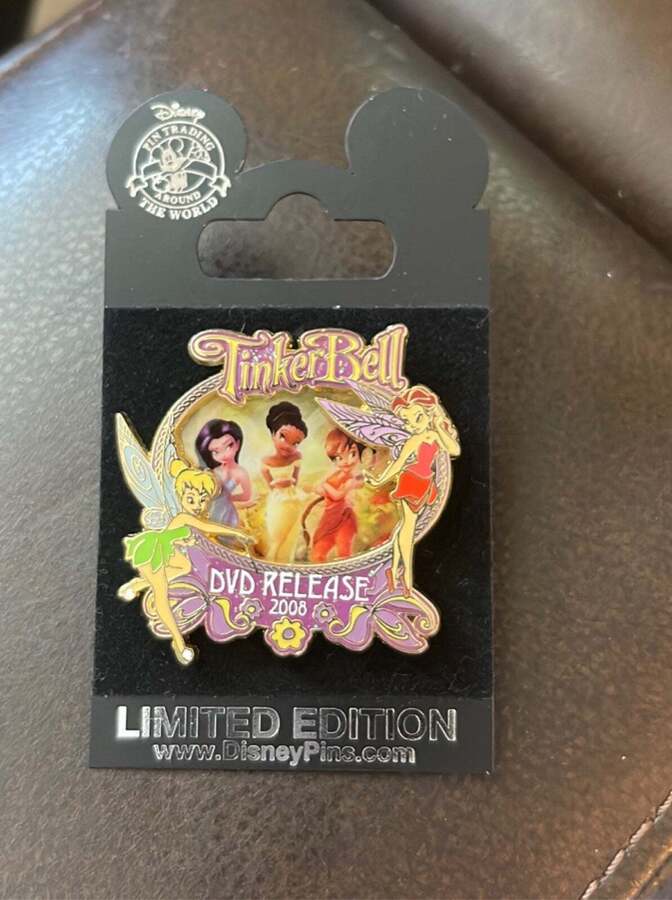 Disney
PIN TRADING
AROUND
THE WORLD
TinkerBell
DVD RELEASE
2008
LIMITED EDITION
www.DisneyPins.com